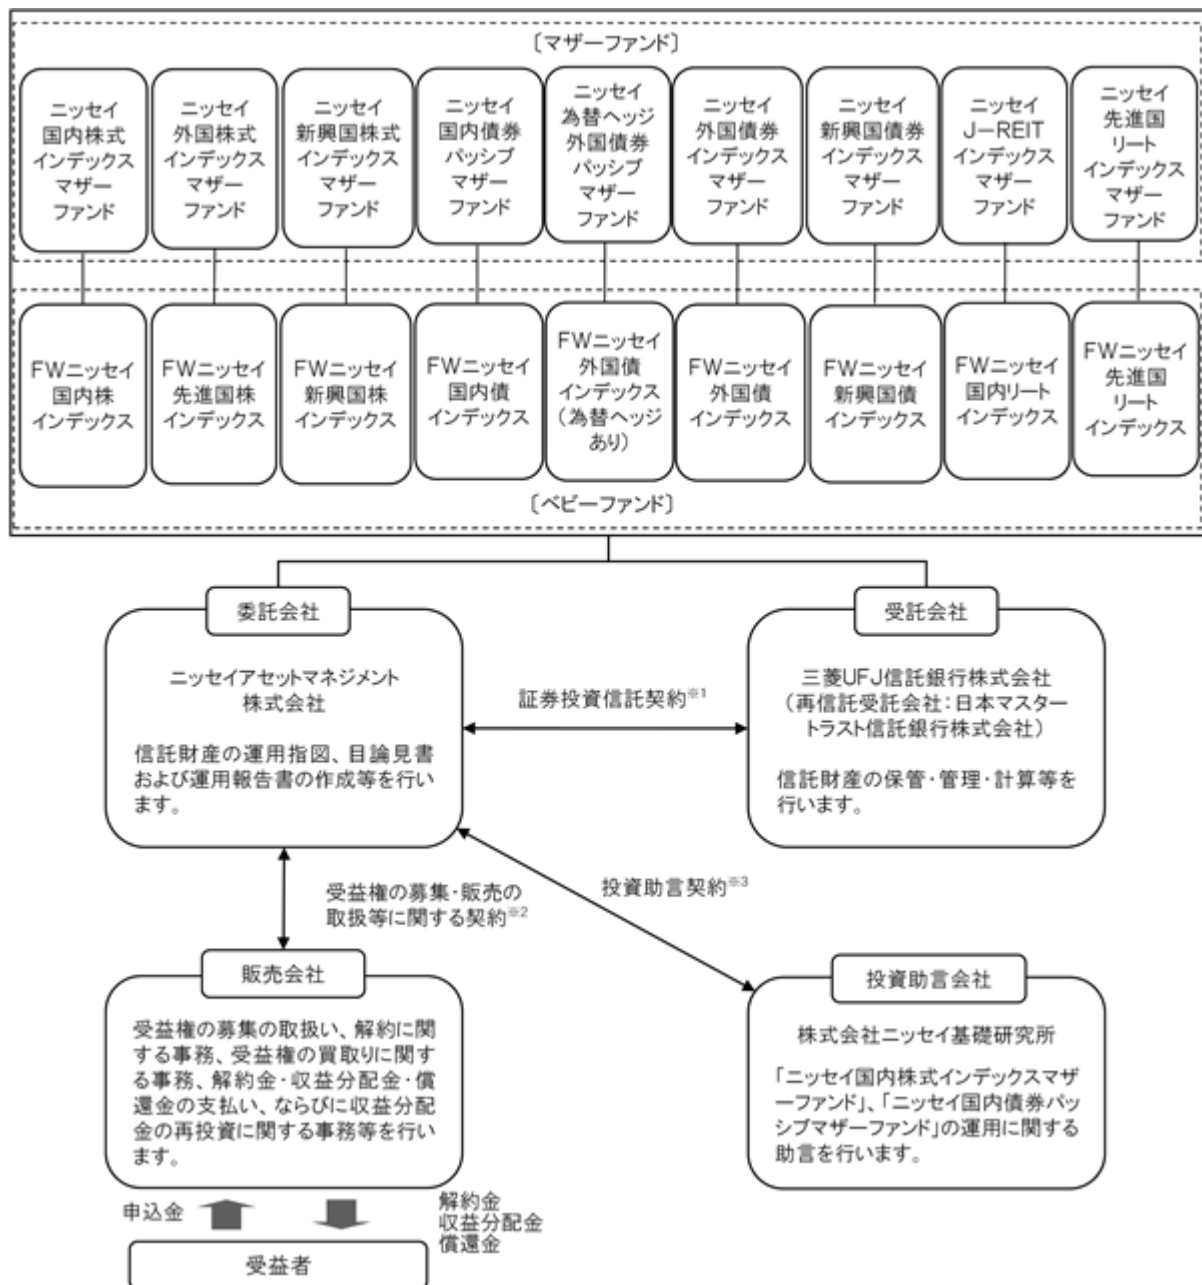 〔マザーファンド〕
ニッセイ
国内株式
インデックス
マザー
ファンド
ニッセイ
外国株式
インデックス
マザー
ファンド
ニッセイ
新興国株式
インデックス
マザー
ファンド
ニッセイ
国内債券
パッシブ
マザー
ファンド
ニッセイ
為替ヘッジ
外国債券
パッシブ
マザー
ファンド
ニッセイ
外国債券
インデックス
マザー
ファンド
ニッセイ
新興国債券
インデックス
マザー
ファンド
ニッセイ
J－REIT
インデックス
マザー
ファンド
ニッセイ
先進国
リート
インデックス
マザー
ファンド
FWニッセイ
国内株
インデックス
FWニッセイ
先進国株
インデックス
FWニッセイ
新興国株
インデックス
FWニッセイ
国内債
インデックス
FWニッセイ
外国債
インデックス
（為替ヘッジ
あり）
FWニッセイ
外国債
インデックス
FWニッセイ
新興国債
インデックス
FWニッセイ
国内リート
インデックス
FWニッセイ
先進国
リート
インデックス
〔ベビーファンド〕
委託会社
ニッセイアセットマネジメント
株式会社
信託財産の運用指図、目論見書
および運用報告書の作成等を行い
ます。
証券投資信託契約※1
受託会社
三菱UFJ信託銀行株式会社
（再信託受託会社：日本マスター
トラスト信託銀行株式会社）
信託財産の保管・管理・計算等を
行います。
受益権の募集・販売の
取扱等に関する契約※2
投資助言契約※3
販売会社
受益権の募集の取扱い、解約に関
する事務、受益権の買取りに関す
る事務、解約金・収益分配金・償
還金の支払い、ならびに収益分配
金の再投資に関する事務等を行い
ます。
投資助言会社
株式会社ニッセイ基礎研究所
「ニッセイ国内株式インデックスマザ
ーファンド」、「ニッセイ国内債券パッ
シブマザーファンド」の運用に関する
助言を行います。
申込金
解約金
収益分配金
償還金
受益者